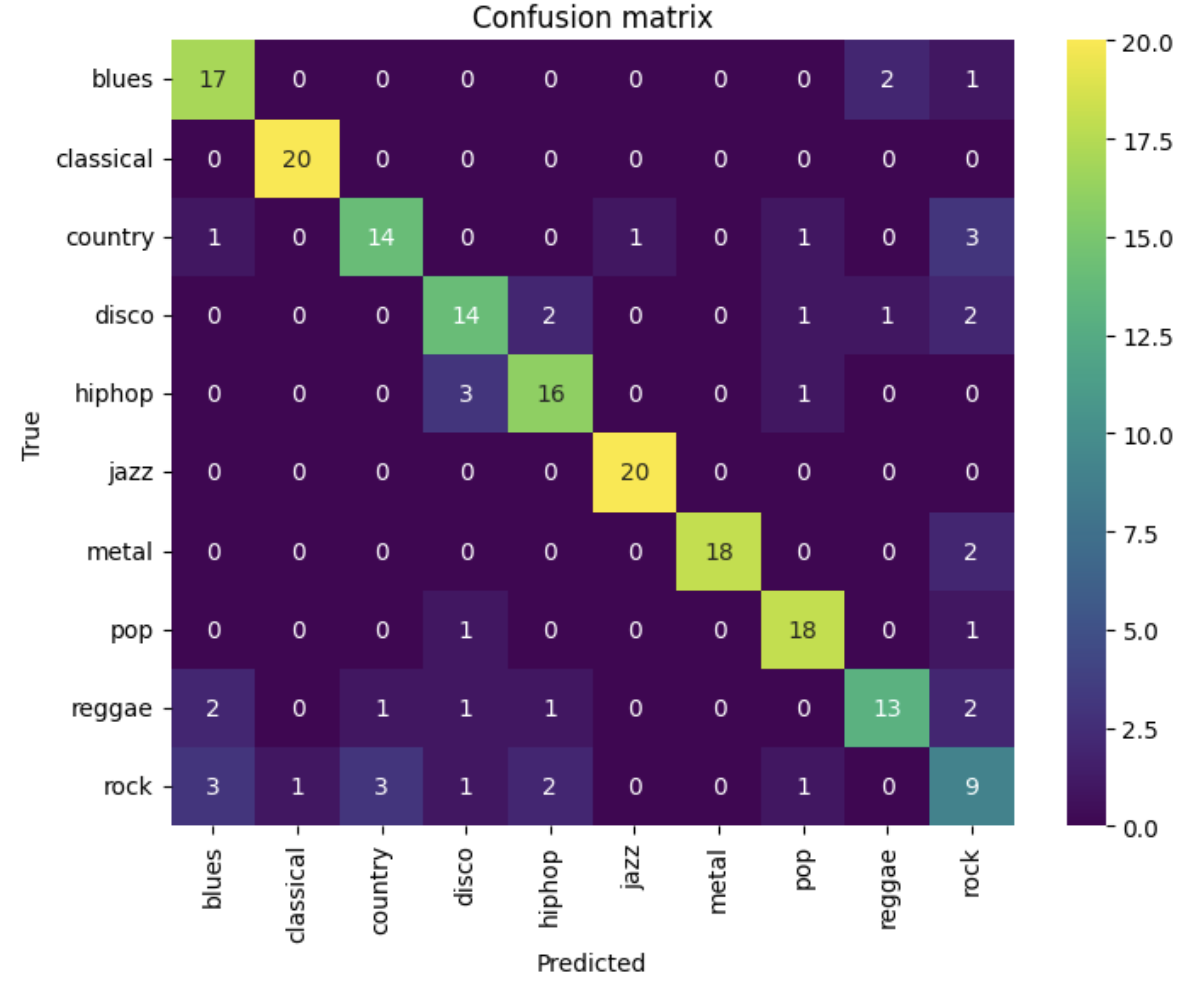 Confusion matrix
True
blues 17 0 0 0 0 0 0 0 2 1
classical 0 20 0 0 0 0 0 0 0 0
country 1 0 14 0 0 1 0 1 0 3
disco 0 0 0 14 2 0 0 1 1 2
hiphop 0 0 0 3 16 0 0 1 0 0
jazz 0 0 0 0 0 20 0 0 0 0
metal 0 0 0 0 0 0 18 0 0 2
pop 0 0 0 1 0 0 0 18 0 1
reggae 2 0 1 1 1 0 0 0 13 2
rock 3 1 3 1 2 0 0 1 0 9
blues classical country disco hiphop jazz metal pop reggae rock
Predicted
20.0
17.5
15.0
12.5
10.0
7.5
5.0
2.5
0.0